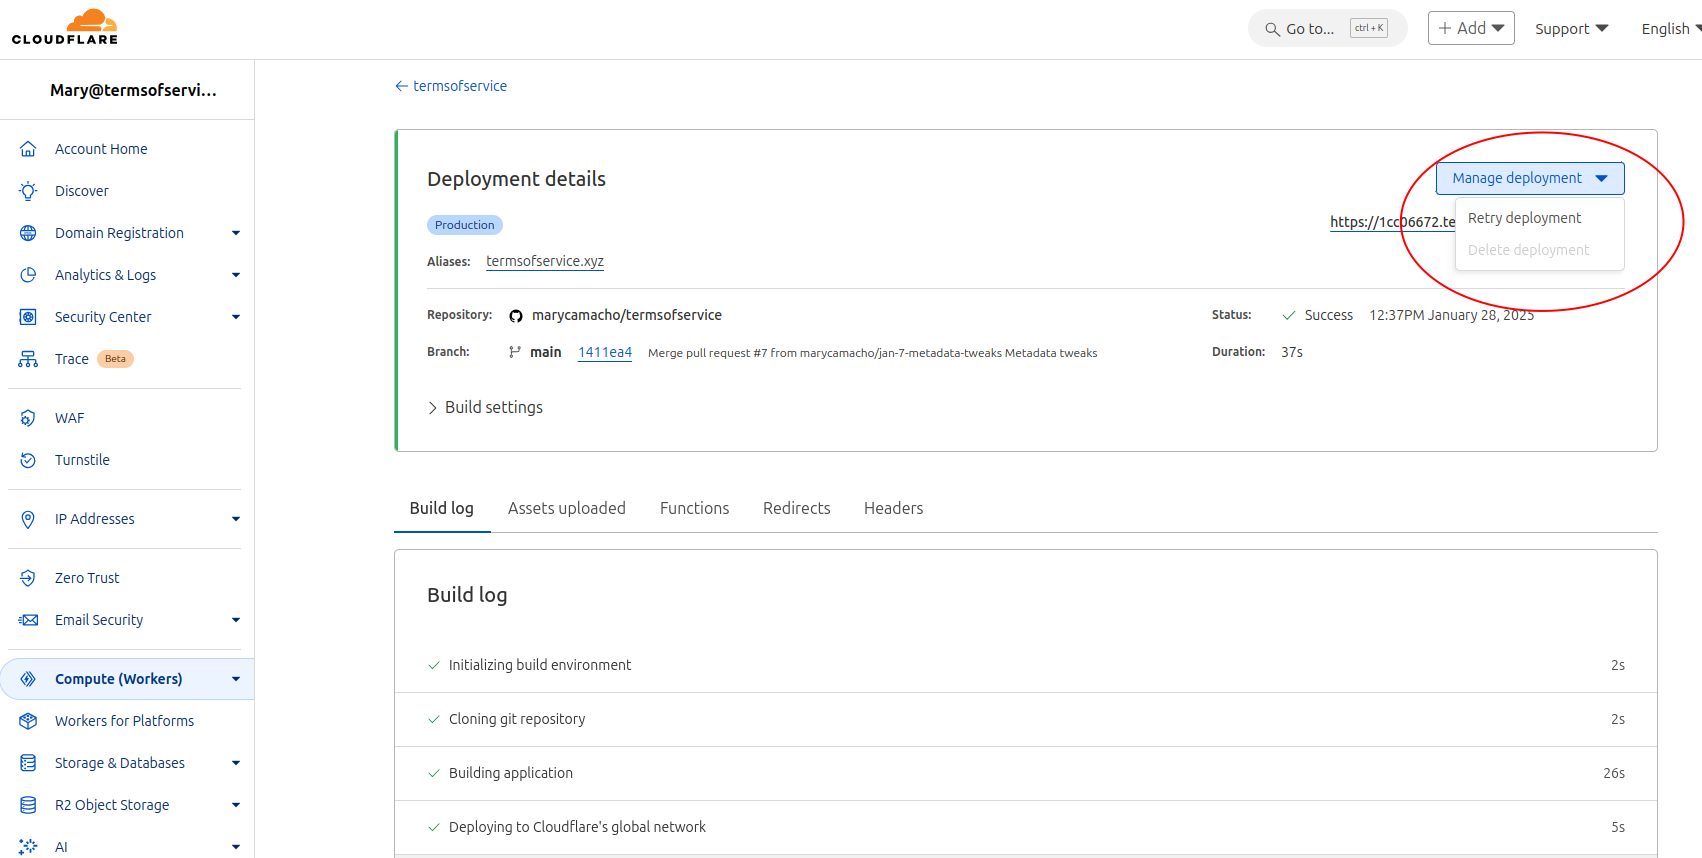 CLOUDFLARE
Go to... ctrl + K
+ Add
Support
English
Mary@termsofservi...
Account Home
Discover
Domain Registration
Analytics & Logs
Security Center
Trace Beta
WAF
Turnstile
IP Addresses
Zero Trust
Email Security
Compute (Workers)
Workers for Platforms
Storage & Databases
R2 Object Storage
AI
← termsofservice
Deployment details
Manage deployment
Retry deployment
Delete deployment
Production
https://1cc06672.te
Aliases: termsofservice.xyz
Repository: marycamacho/termsofservice
Status: Success 12:37PM January 28, 2025
Branch: main 1411ea4 Merge pull request #7 from marycamacho/jan-7-metadata-tweaks Metadata tweaks
Duration: 37s
Build settings
Build log Assets uploaded Functions Redirects Headers
Build log
Initializing build environment 2s
Cloning git repository 2s
Building application 26s
Deploying to Cloudflare's global network 5s